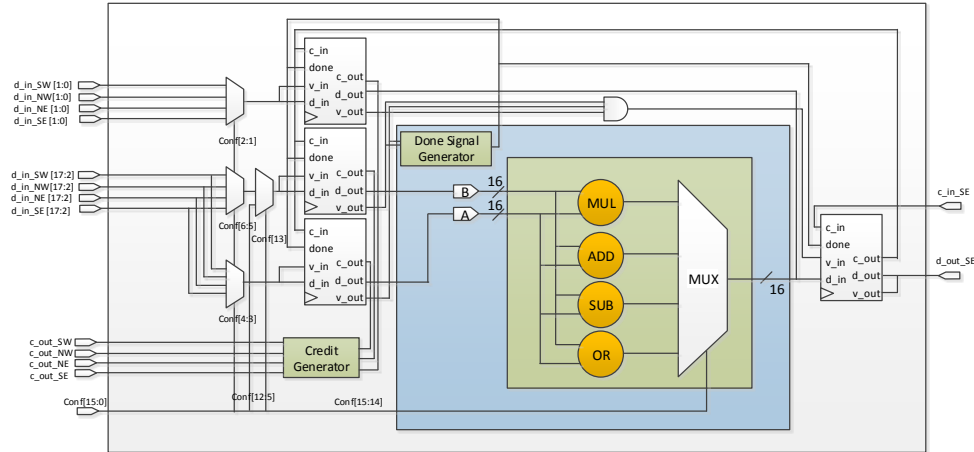 d_in_SW [1:0]
d_in_NW[1:0]
d_in_NE [1:0]
d_in_SE [1:0]
Conf[2:1]
c_in
done
v_in
d_in
c_out
d_out
v_out
d_in_SW [17:2]
d_in_NW[17:2]
d_in_NE [17:2]
d_in_SE [17:2]
Conf[6:5]
Conf[13]
c_in
done
v_in
d_in
c_out
d_out
v_out
Conf[4:3]
c_in
done
v_in
d_in
c_out
d_out
v_out
c_out_SW
c_out_NW
c_out_NE
c_out_SE
Credit
Generator
Conf[15:0]
Conf[12:5]
Conf[15:14]
Done Signal
Generator
B
16
A
16
MUL
ADD
SUB
OR
MUX
16
c_in
done
v_in
d_in
c_out
d_out
v_out
c_in_SE
d_out_SE